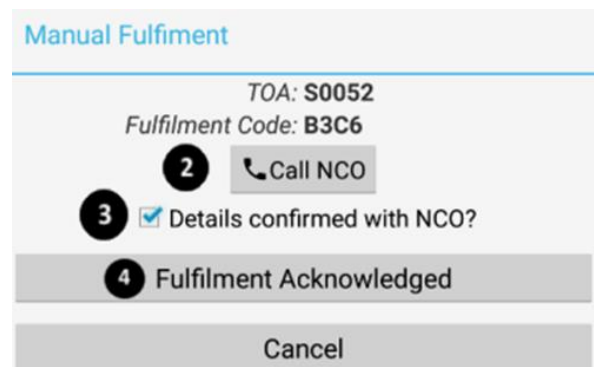 Manual Fulfiment
TOA: S0052
Fulfilment Code: B3C6
2 Call NCO
3 Details confirmed with NCO?
4 Fulfilment Acknowledged
Cancel